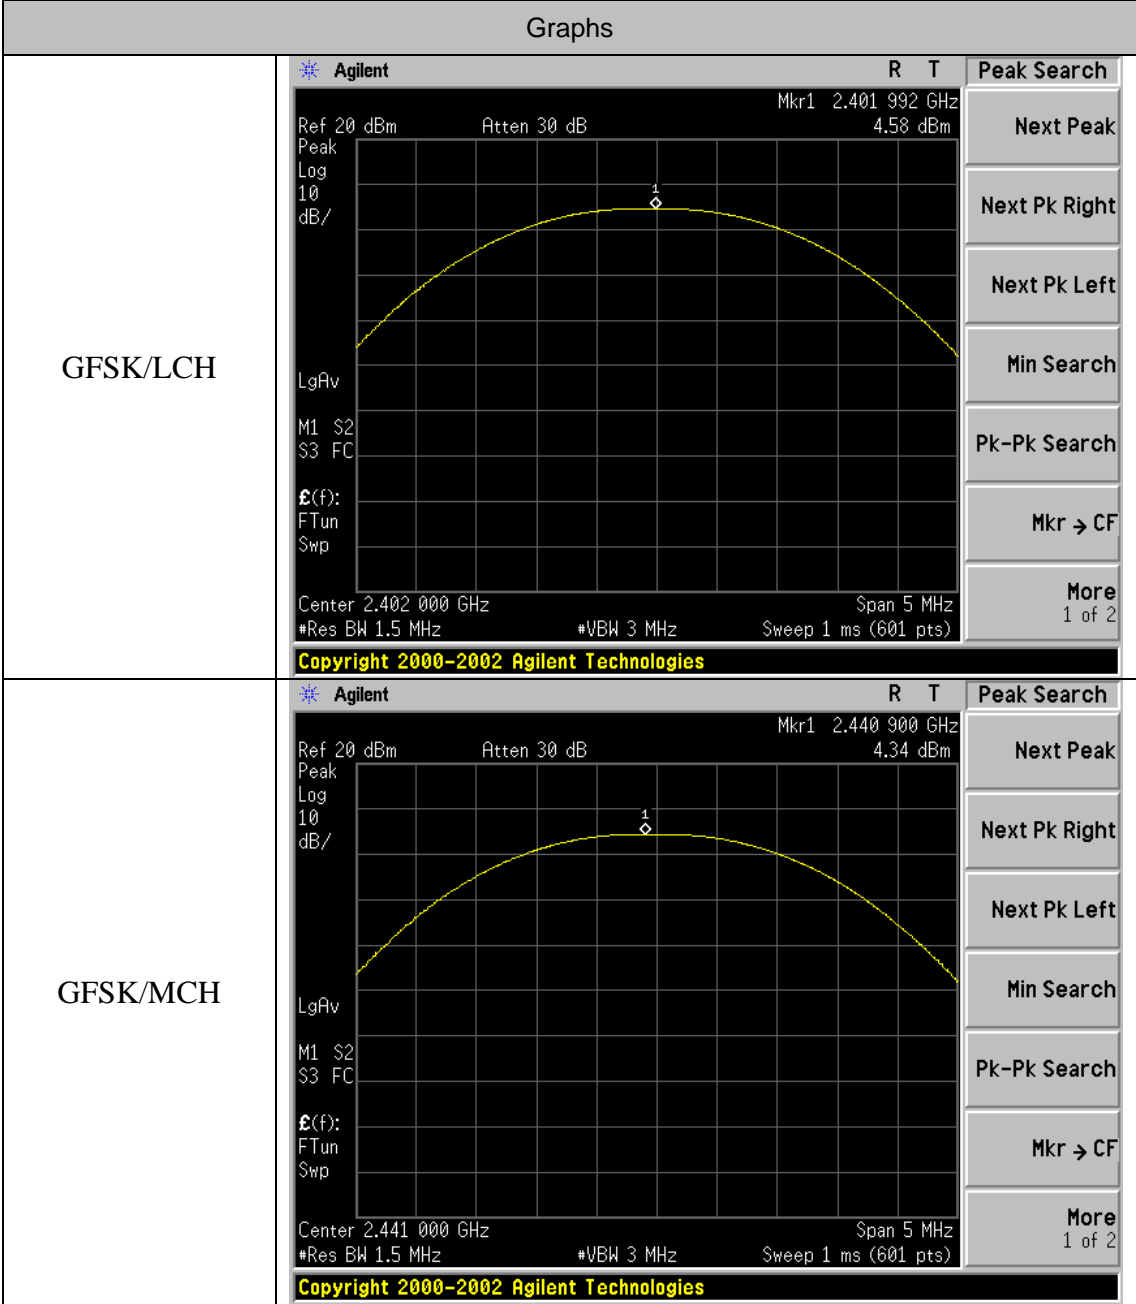 Graphs
GFSK/LCH
Agilent R T Peak Search
Mkr1 2.401 992 GHz
Ref 20 dBm Atten 30 dB 4.58 dBm
Peak
Log
10
dB/
1
LgAv
M1 S2
S3 FC
£(f):
FTun
Swp
Center 2.402 000 GHz Span 5 MHz
#Res BW 1.5 MHz #VBW 3 MHz Sweep 1 ms (601 pts)
Copyright 2000-2002 Agilent Technologies
Next Peak
Next Pk Right
Next Pk Left
Min Search
Pk-Pk Search
Mkr → CF
More
1 of 2
GFSK/MCH
Agilent R T Peak Search
Mkr1 2.440 900 GHz
Ref 20 dBm Atten 30 dB 4.34 dBm
Peak
Log
10
dB/
1
LgAv
M1 S2
S3 FC
£(f):
FTun
Swp
Center 2.441 000 GHz Span 5 MHz
#Res BW 1.5 MHz #VBW 3 MHz Sweep 1 ms (601 pts)
Copyright 2000-2002 Agilent Technologies
Next Peak
Next Pk Right
Next Pk Left
Min Search
Pk-Pk Search
Mkr → CF
More
1 of 2